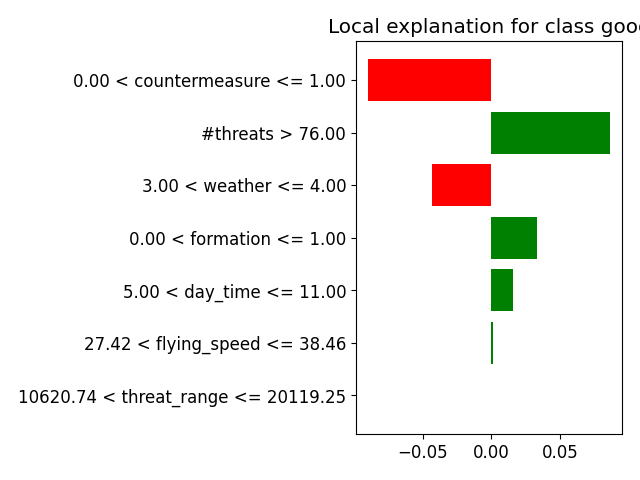 Local explanation for class good
0.00 < countermeasure <= 1.00
#threats > 76.00
3.00 < weather <= 4.00
0.00 < formation <= 1.00
5.00 < day_time <= 11.00
27.42 < flying_speed <= 38.46
10620.74 < threat_range <= 20119.25
−0.05 0.00 0.05